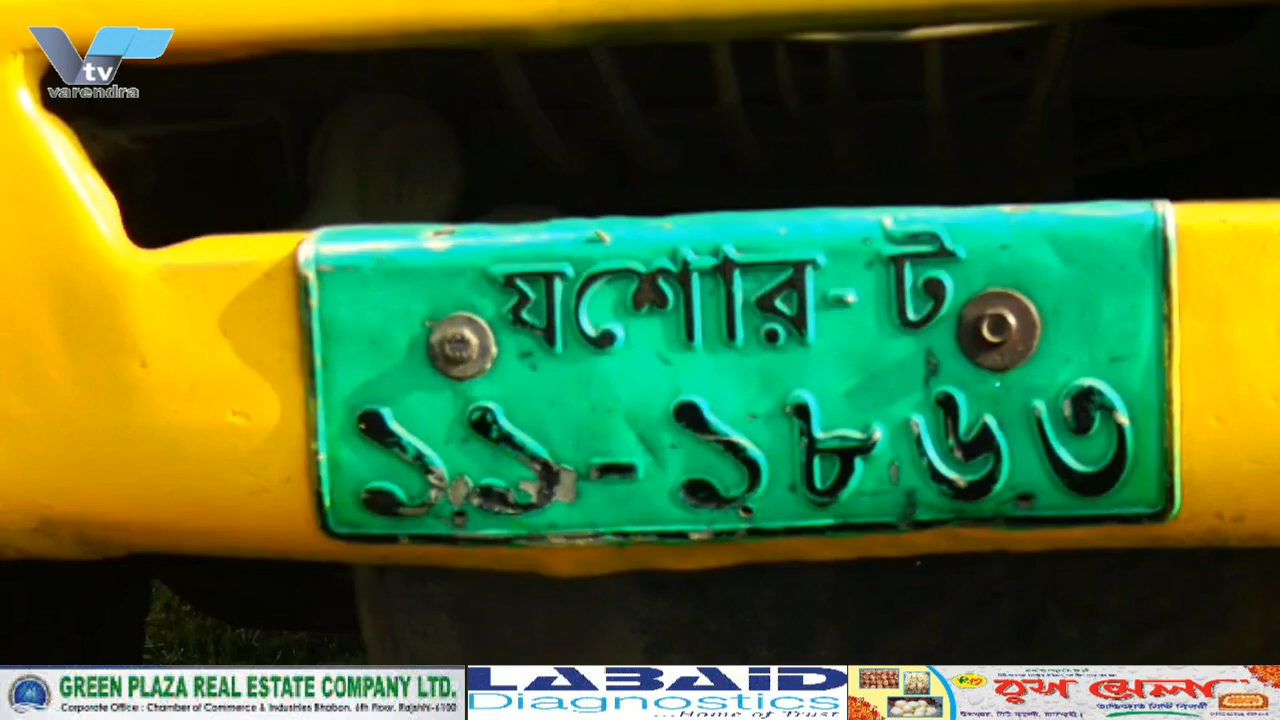 tv
varendra
যশোর-ট
১১-১৮৬৩
GREEN PLAZA REAL ESTATE COMPANY LTD.
Corporate Office : Chamber of Commerce & Industries Bhaban, 6th Floor, Rajshhi-6100
LABAID
Diagnostics
...Home of Trust